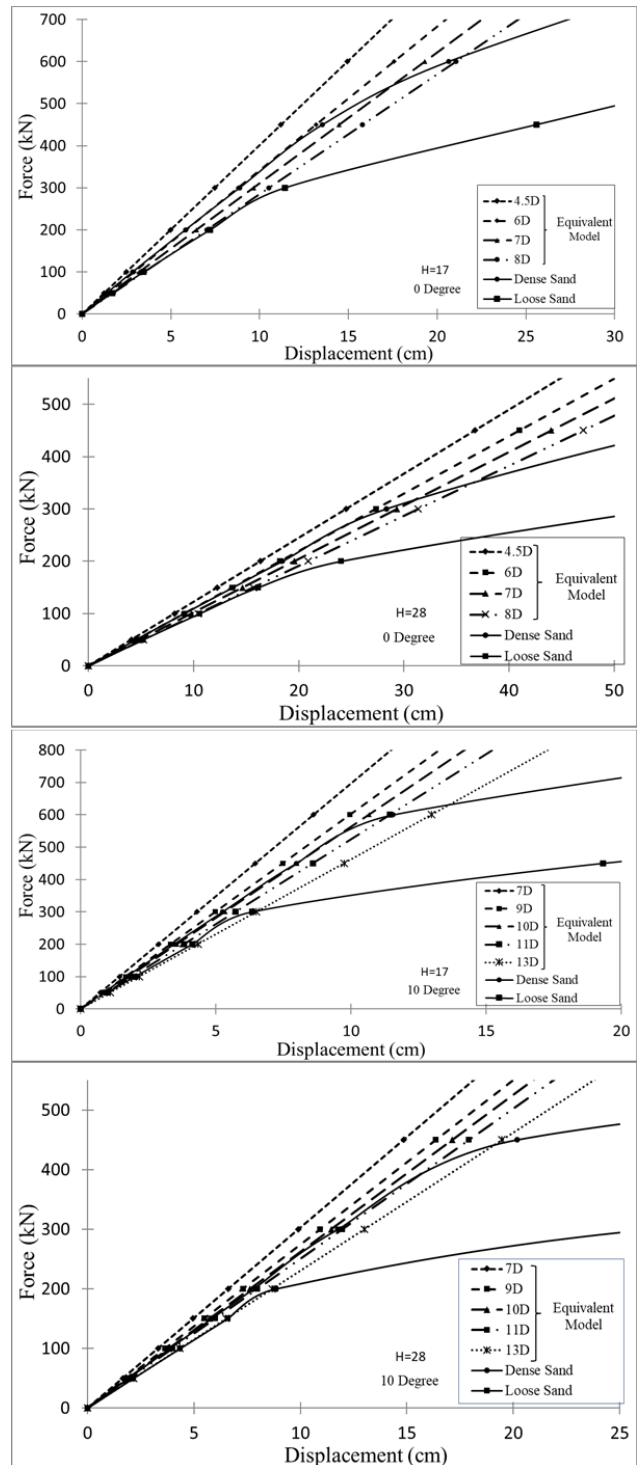 700
600
500
400
300
200
100
0
Force (kN)
4.5D
6D
7D
8D
Equivalent
Model
Dense Sand
Loose Sand
H=17
0 Degree
0 5 10 15 20 25 30
Displacement (cm)
500
400
300
200
100
0
Force (kN)
4.5D
6D
7D
8D
Equivalent
Model
Dense Sand
Loose Sand
H=28
0 Degree
0 10 20 30 40 50
Displacement (cm)
800
700
600
500
400
300
200
100
0
Force (kN)
7D
9D
10D
11D
13D
Equivalent
Model
Dense Sand
Loose Sand
H=17
10 Degree
0 5 10 15 20
Displacement (cm)
500
400
300
200
100
0
Force (kN)
7D
9D
10D
11D
13D
Equivalent
Model
Dense Sand
Loose Sand
H=28
10 Degree
0 5 10 15 20 25
Displacement (cm)